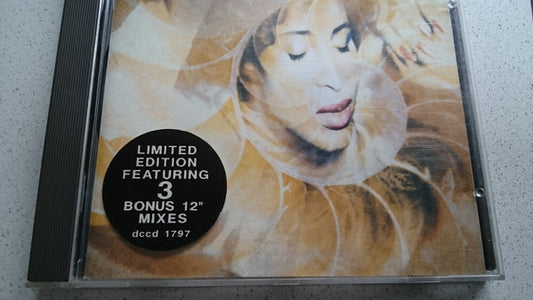 LIMITED
EDITION
FEATURING
3
BONUS 12"
MIXES
dccd 1797